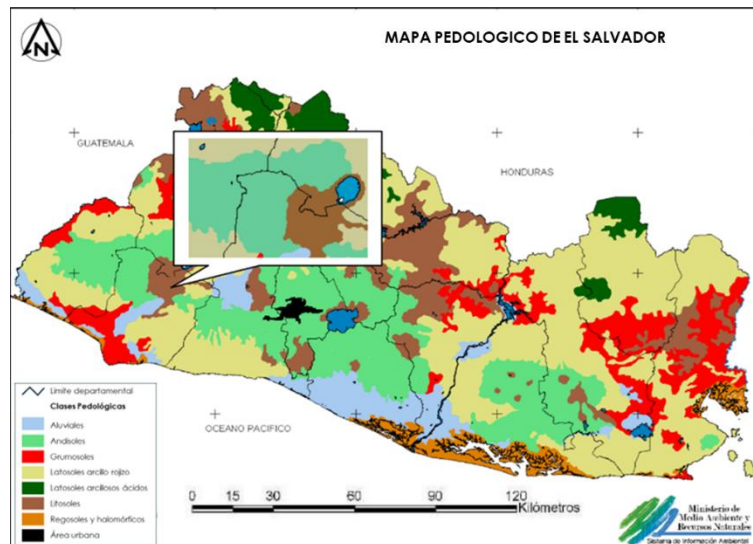 MAPA PEDOLOGICO DE EL SALVADOR
N
GUATEMALA
HONDURAS
OCEANO PACIFICO
Límite departamental
Clases Pedológicas
Aluviales
Andisoles
Grumosoles
Latosoles arcillo rojizo
Latosoles arcillosos ácidos
Litosoles
Regosoles y halomórficos
Área urbana
0 15 30 60 90 120
Kilómetros
Ministerio de
Medio Ambiente y
Recursos Naturales
Sistema de Información Ambiental